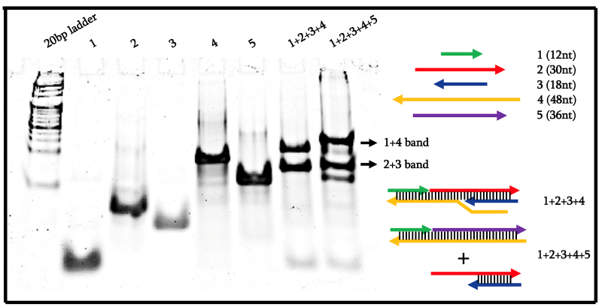 20bp ladder
1
2
3
4
5
1+2+3+4
1+2+3+4+5
1 (12nt)
2 (30nt)
3 (18nt)
4 (48nt)
5 (36nt)
1+4 band
2+3 band
1+2+3+4
1+2+3+4+5
+